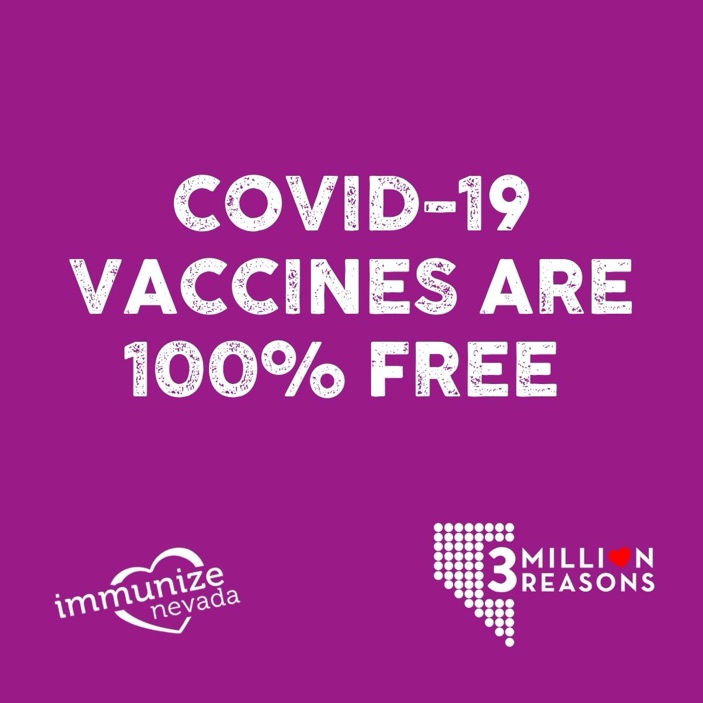 COVID-19
VACCINES ARE
100% FREE
immunize
nevada
3 MILLION
REASONS